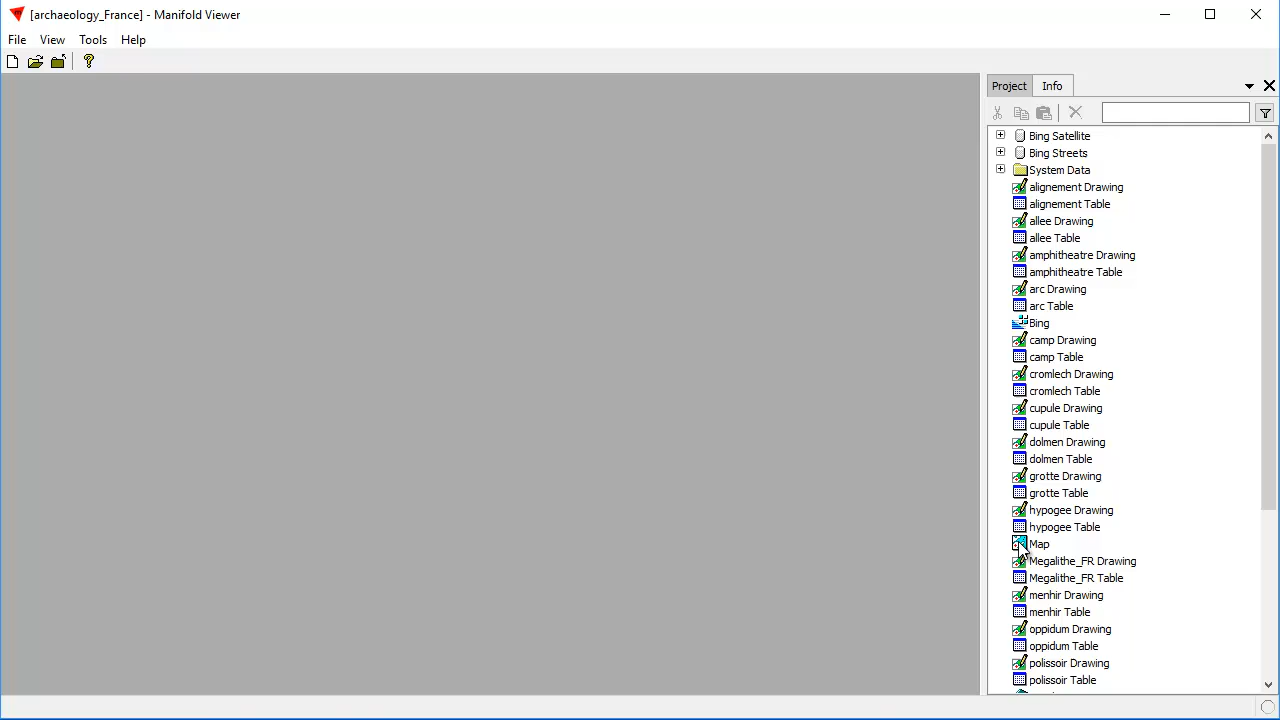 [archaeology_France] - Manifold Viewer
File View Tools Help
Project Info
Bing Satellite
Bing Streets
System Data
alignement Drawing
alignement Table
allee Drawing
allee Table
amphitheatre Drawing
amphitheatre Table
arc Drawing
arc Table
Bing
camp Drawing
camp Table
cromlech Drawing
cromlech Table
cupule Drawing
cupule Table
dolmen Drawing
dolmen Table
grotte Drawing
grotte Table
hypogee Drawing
hypogee Table
Map
Megalithe_FR Drawing
Megalithe_FR Table
menhir Drawing
menhir Table
oppidum Drawing
oppidum Table
polissoir Drawing
polissoir Table